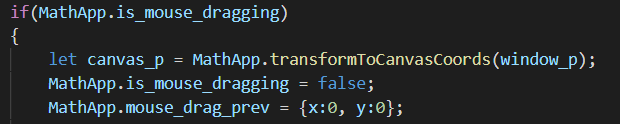 if(MathApp.is_mouse_dragging)
{
let canvas_p = MathApp.transformToCanvasCoords(window_p);
MathApp.is_mouse_dragging = false;
MathApp.mouse_drag_prev = {x:0, y:0};